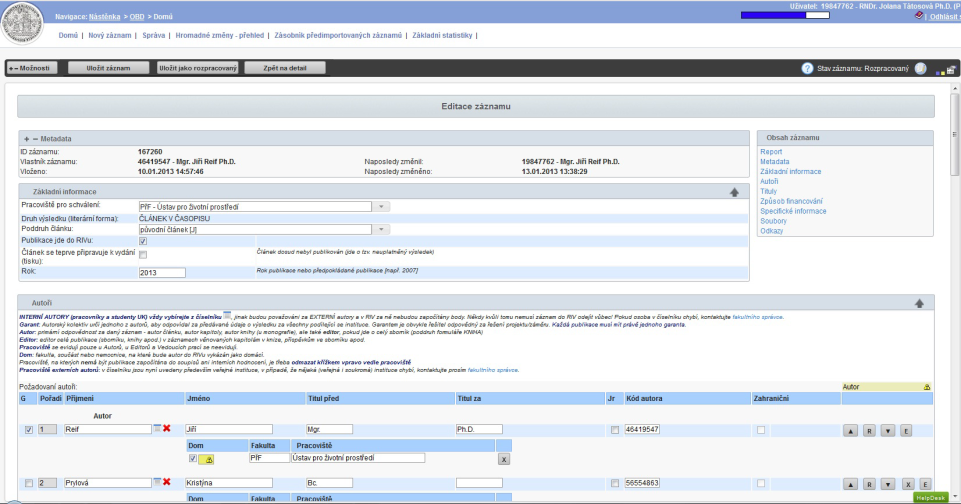 Uživatel: 19847762 - RNDr. Jolana Tátosová Ph.D. (P
Navigace: Nástěnka > OBD > Domů
Odhlásit
Domů | Nový záznam | Správa | Hromadné změny - přehled | Zásobník předimportovaných záznamů | Základní statistiky |
+ − Možnosti Uložit záznam Uložit jako rozpracovaný Zpět na detail ? Stav záznamu: Rozpracovaný
Editace záznamu
+ − Metadata
ID záznamu: 167260
Vlastník záznamu: 46419547 - Mgr. Jiří Reif Ph.D. Naposledy změnil: 19847762 - Mgr. Jiří Reif Ph.D.
Vloženo: 10.01.2013 14:57:46 Naposledy změněno: 13.01.2013 13:38:29
Obsah záznamu
Report
Metadata
Základní informace
Autoři
Tituly
Způsob financování
Specifické informace
Soubory
Odkazy
Základní informace
Pracoviště pro schválení: PřF - Ústav pro životní prostředí
Druh výsledku (literární forma): ČLÁNEK V ČASOPISU
Poddruh článku: původní článek [J]
Publikace jde do RIVu:
Článek se teprve připravuje k vydání (tisku): Článek dosud nebyl publikován (jde o tzv. neuplatněný výsledek)
Rok: 2013 Rok publikace nebo předpokládané publikace [např. 2007]
Autoři
INTERNÍ AUTORY (pracovníky a studenty UK) vždy vybírejte z číselníku , jinak budou považováni za EXTERNÍ autory a v RIV za ně nebudou započítány body. Někdy kvůli tomu nemusí záznam do RIV odejít vůbec! Pokud osoba v číselníku chybí, kontaktujte fakultního správce.
Garant: Autorský kolektiv určí jednoho z autorů, aby odpovídal za předávané údaje o výsledku za všechny podílející se instituce. Garantem je obvykle řešitel odpovědný za řešení projektu/záměru. Každá publikace musí mít právě jednoho garanta.
Autor: primární odpovědnost za daný záznam - autor článku, autor kapitoly, autor knihy (u monografie), ale také editor, pokud jde o celý sborník (poddruh formuláře KNIHA)
Editor: editor celé publikace (sborníku, knihy apod.) v záznamech věnovaných kapitolám v knize, příspěvkům ve sborníku apod.
Pracoviště se evidují pouze u Autorů, u Editorů a Vedoucích prací se neevidují.
Dom: fakulta, součást nebo nemocnice, na které bude autor do RIVu vykázán jako domácí.
Pracoviště, na kterých nemá být publikace započítána do soupisů ani interních hodnocení, je třeba odmazat křížkem vpravo vedle pracoviště
Pracoviště externích autorů: v číselníku jsou nyní uvedeny především veřejné instituce, v případě, že nějaká (veřejná i soukromá) instituce chybí, kontaktujte prosím fakultního správce.
Požadovaní autoři: Autor
G Pořadí Příjmení Jméno Titul před Titul za Jr Kód autora Zahraniční
Autor
1 Reif Jiří Mgr. Ph.D. 46419547 R E
Dom Fakulta Pracoviště
PřF Ústav pro životní prostředí X
2 Prylová Kristýna Bc. 56554863 R X E
Dom Fakulta Pracoviště
HelpDesk